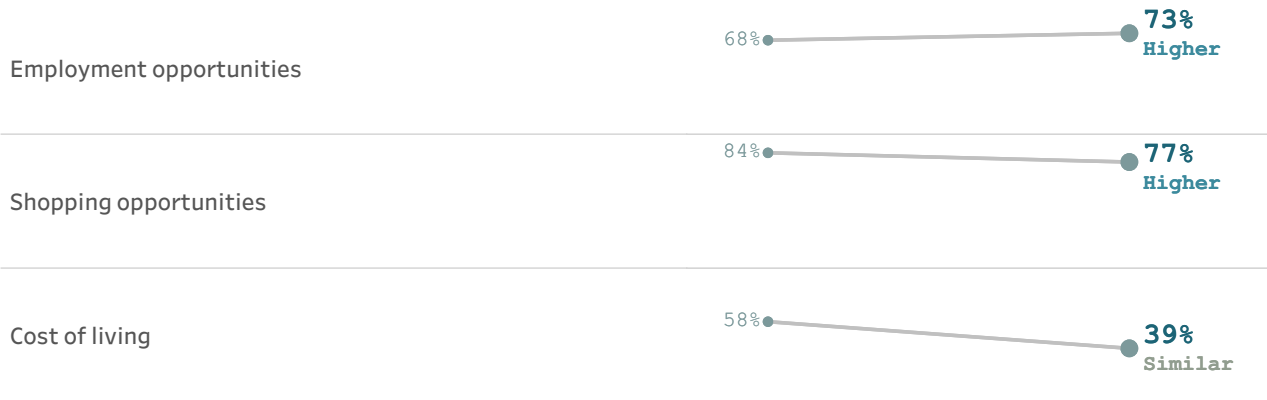 68%
73%
Higher
Employment opportunities
84%
77%
Higher
Shopping opportunities
58%
Cost of living
39%
Similar